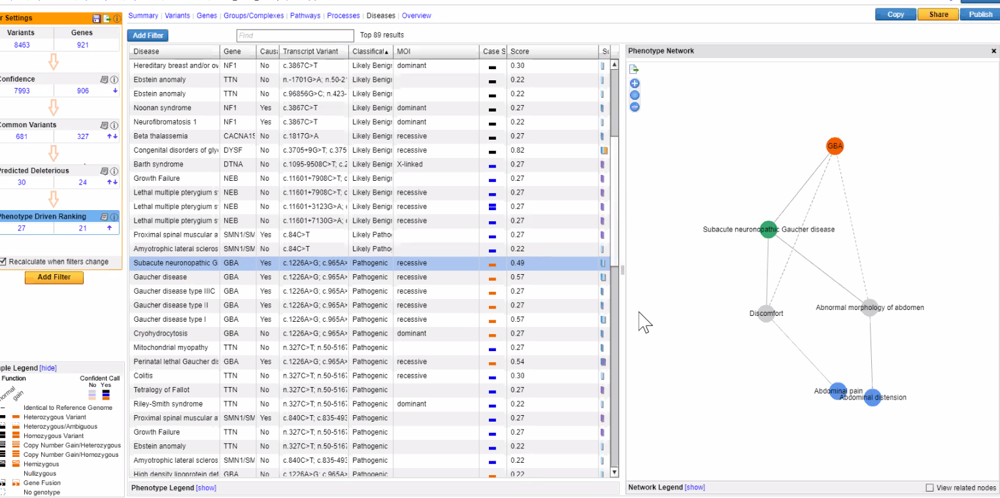 Summary | Variants | Genes | Groups/Complexes | Pathways | Processes | Diseases | Overview
Copy Share Publish
r Settings
Variants Genes
8463 921
Confidence
7993 906
Common Variants
681 327
Predicted Deleterious
30 24
Phenotype Driven Ranking
27 21
Recalculate when filters change
Add Filter
ple Legend [hide]
Function Confident Call
No Yes
normal
gain
Identical to Reference Genome
Heterozygous Variant
Heterozygous/Ambiguous
Homozygous Variant
Copy Number Gain/Heterozygous
Copy Number Gain/Homozygous
Hemizygous
Nullizygous
Gene Fusion
No genotype
Add Filter Find Top 89 results
Disease Gene Causa Transcript Variant Classificat MOI Case S Score Sc
Hereditary breast and/or ov NF1 No c.3867C>T Likely Benigr dominant 0.30
Ebstein anomaly TTN No n.-1701G>A; n.50-2 Likely Benigr 0.22
Ebstein anomaly TTN No c.96856G>C; n.423- Likely Benigr 0.22
Noonan syndrome NF1 Yes c.3867C>T Likely Benigr dominant 0.27
Neurofibromatosis 1 NF1 Yes c.3867C>T Likely Benigr dominant 0.22
Beta thalassemia CACNA1S No c.1817G>A Likely Benigr recessive 0.27
Congenital disorders of gly DYSF No c.3705+9G>T; c.375 Likely Benigr recessive 0.82
Barth syndrome DTNA No c.1095-9508C>T; c.2 Likely Benigr X-linked 0.27
Growth Failure NEB No c.11601+7908C>T; c Likely Benigr 0.27
Lethal multiple pterygium s NEB No c.11601+7908C>T; c Likely Benigr recessive 0.27
Lethal multiple pterygium s NEB No c.11601+3123G>A; Likely Benigr recessive 0.27
Lethal multiple pterygium s NEB No c.11601+7130G>A; Likely Benigr recessive 0.27
Proximal spinal muscular a SMN1/SM Yes c.84C>T Likely Patho 0.27
Amyotrophic lateral scleros SMN1/SM No c.84C>T Likely Patho 0.22
Subacute neuronopathic G GBA Yes c.1226A>G; c.965A> Pathogenic recessive 0.49
Gaucher disease GBA Yes c.1226A>G; c.965A> Pathogenic recessive 0.57
Gaucher disease type IIIC GBA Yes c.1226A>G; c.965A> Pathogenic recessive 0.27
Gaucher disease type II GBA Yes c.1226A>G; c.965A> Pathogenic recessive 0.27
Gaucher disease type I GBA Yes c.1226A>G; c.965A> Pathogenic recessive 0.57
Cryohydrocytosis GBA No c.1226A>G; c.965A> Pathogenic dominant 0.27
Mitochondrial myopathy TTN No n.327C>T; n.50-5167 Pathogenic 0.27
Perinatal lethal Gaucher dis GBA Yes c.1226A>G; c.965A> Pathogenic recessive 0.54
Colitis TTN No n.327C>T; n.50-5167 Pathogenic recessive 0.30
Tetralogy of Fallot TTN No n.327C>T; n.50-5167 Pathogenic 0.27
Riley-Smith syndrome TTN No n.327C>T; n.50-5167 Pathogenic dominant 0.22
Proximal spinal muscular a SMN1/SM Yes c.840C>T; c.835-493 Pathogenic 0.27
Growth Failure TTN No n.327C>T; n.50-5167 Pathogenic 0.27
Ebstein anomaly TTN No n.327C>T; n.50-5167 Pathogenic 0.22
Amyotrophic lateral scleros SMN1/SM No c.840C>T; c.835-493 Pathogenic 0.22
High density lipoprotein def GBA No c.1226A>G; c.965A> Pathogenic 0.22
Phenotype Legend [show]
Phenotype Network
GBA
Subacute neuronopathic Gaucher disease
Abnormal morphology of abdomen
Discomfort
Abdominal pain
Abdominal distension
Network Legend [show] View related nodes